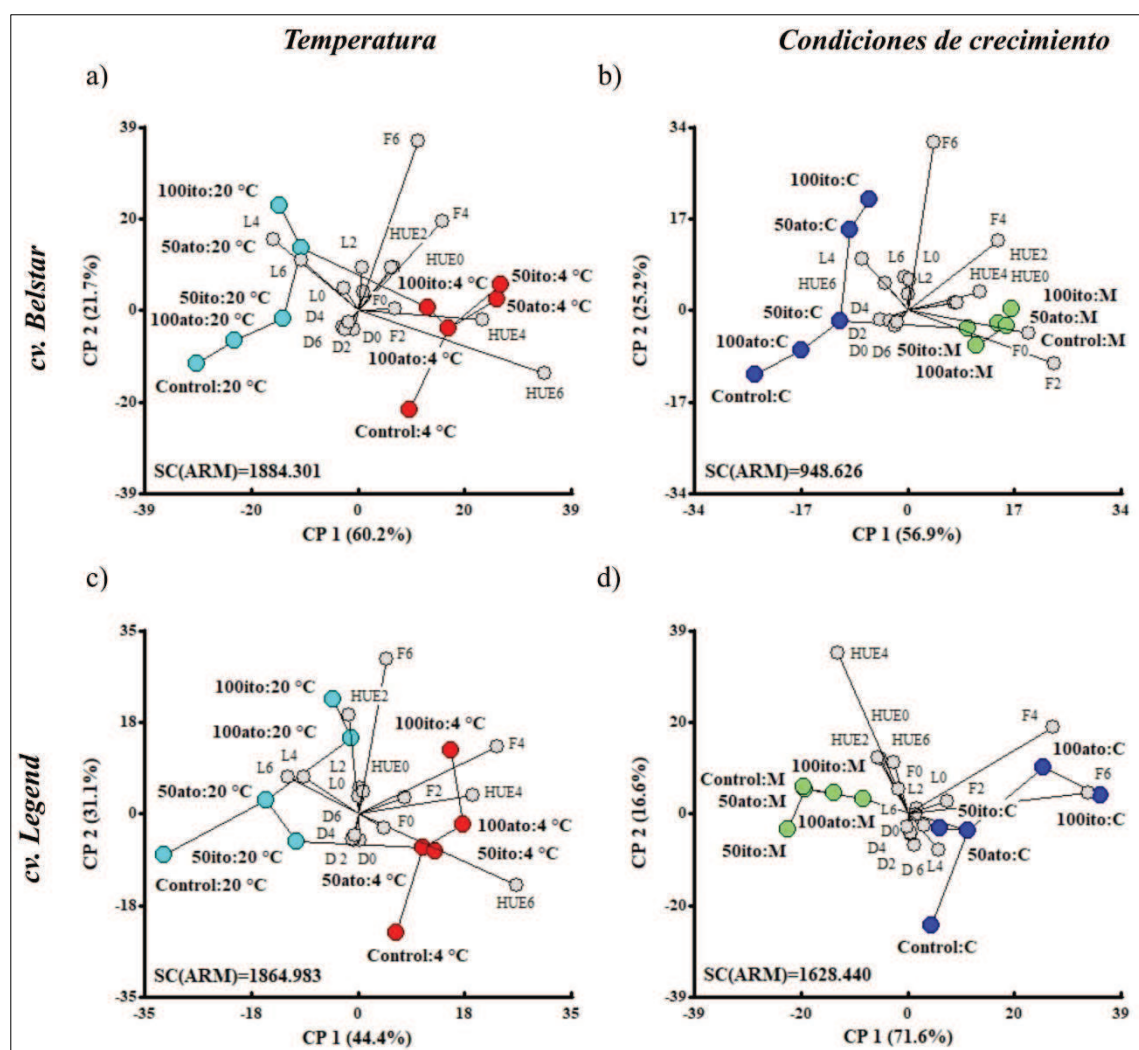 Temperatura
Condiciones de crecimiento
cv. Belstar
a)
CP 2 (21.7%)
39
20
0
-20
-39
F6
100ito:20 °C
L4
F4
50ato:20 °C
L2
HUE2
L6
HUE0
50ito:4 °C
50ito:20 °C
L0
F0
100ito:4 °C
50ato:4 °C
100ato:20 °C
D4
D6
D2
D0
F2
HUE4
100ato:4 °C
Control:20 °C
HUE6
Control:4 °C
SC(ARM)=1884.301
-39
-20
0
20
39
CP 1 (60.2%)
b)
CP 2 (25.2%)
34
17
0
-17
-34
F6
100ito:C
50ato:C
F4
L4
L6
L0
HUE2
HUE6
L2
HUE4
HUE0
50ito:C
D4
100ito:M
D2
50ato:M
100ato:C
D0
D6
50ito:M
F0
Control:M
100ato:M
F2
Control:C
SC(ARM)=948.626
-34
-17
0
17
34
CP 1 (56.9%)
cv. Legend
c)
CP 2 (31.1%)
35
18
0
-18
-35
F6
100ito:20 °C
HUE2
100ato:20 °C
100ito:4 °C
F4
L6
L4
L2
HUE0
L0
50ato:20 °C
F2
HUE4
D6
F0
100ato:4 °C
50ito:20 °C
D4
D 2
D0
50ito:4 °C
Control:20 °C
50ato:4 °C
HUE6
Control:4 °C
SC(ARM)=1864.983
-35
-18
0
18
35
CP 1 (44.4%)
d)
CP 2 (16.6%)
39
20
0
-20
-39
HUE4
HUE0
F4
HUE2
HUE6
100ato:C
Control:M
100ito:M
F0
L0
F6
50ato:M
L2
F2
100ato:M
L6
50ito:C
100ito:C
50ito:M
D0
D4
50ato:C
D2
D 6
L4
Control:C
SC(ARM)=1628.440
-39
-20
0
20
39
CP 1 (71.6%)